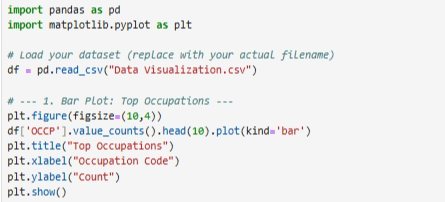 import pandas as pd
import matplotlib.pyplot as plt
# Load your dataset (replace with your actual filename)
df = pd.read_csv("Data Visualization.csv")
# --- 1. Bar Plot: Top Occupations ---
plt.figure(figsize=(10,4))
df['OCCP'].value_counts().head(10).plot(kind='bar')
plt.title("Top Occupations")
plt.xlabel("Occupation Code")
plt.ylabel("Count")
plt.show()